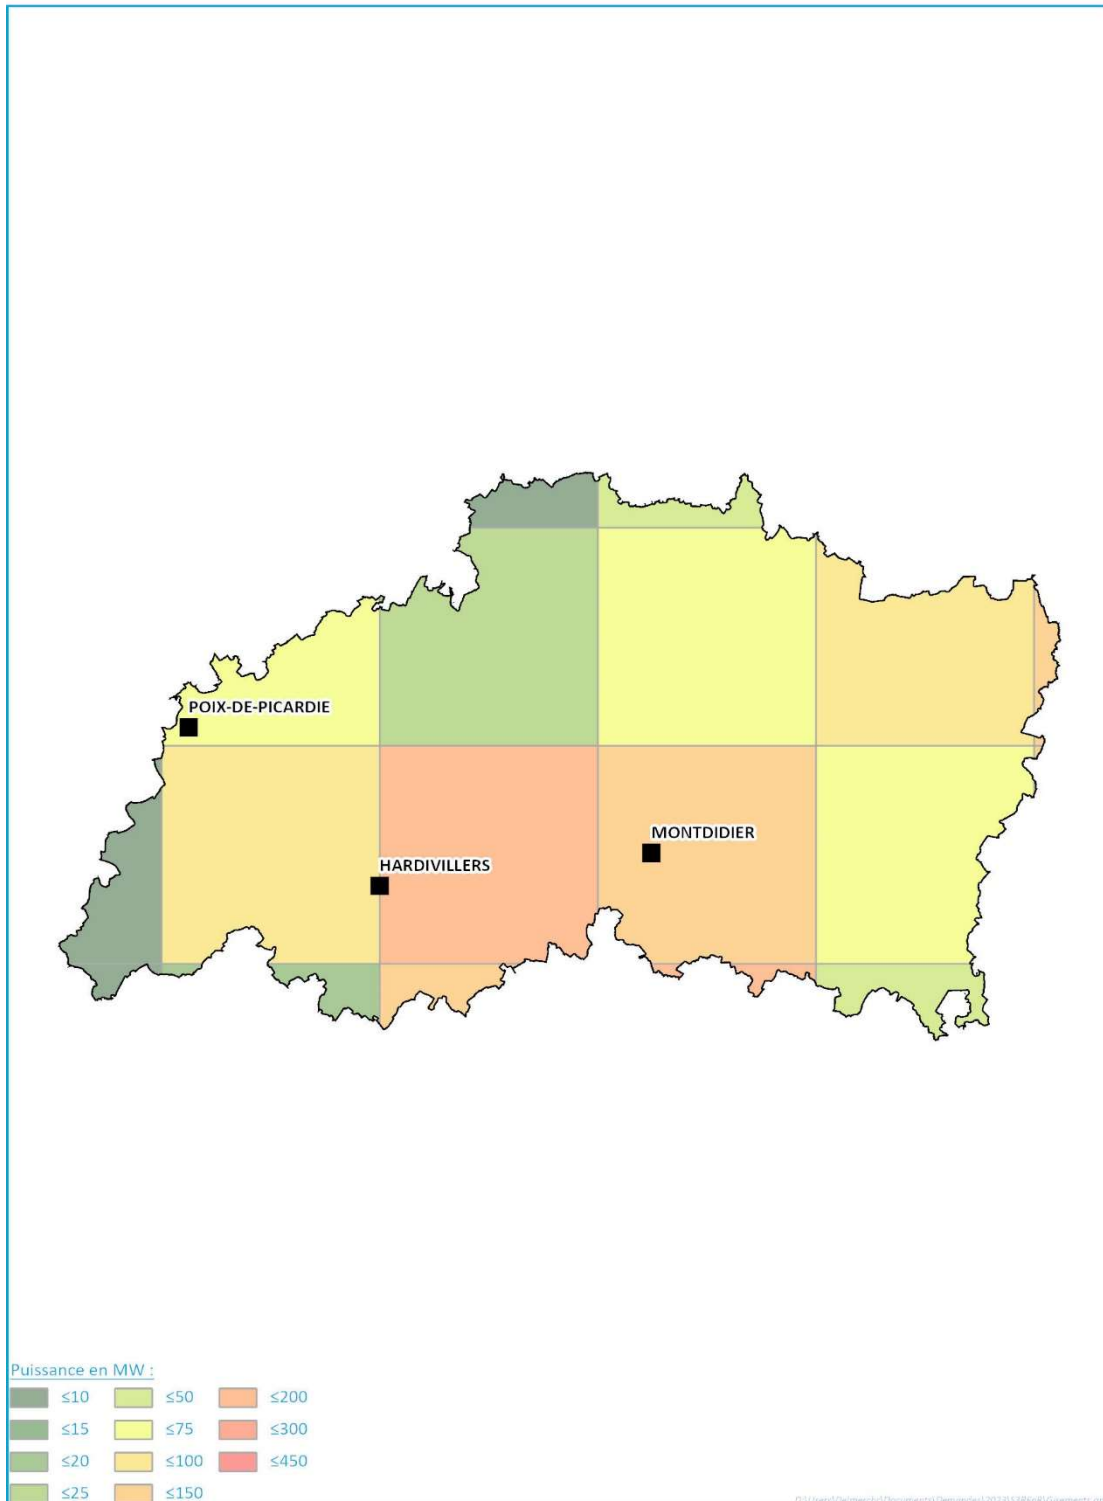 POIX-DE-PICARDIE
MONTDIDIER
HARDIVILLERS
Puissance en MW :
≤10 ≤50 ≤200
≤15 ≤75 ≤300
≤20 ≤100 ≤450
≤25 ≤150